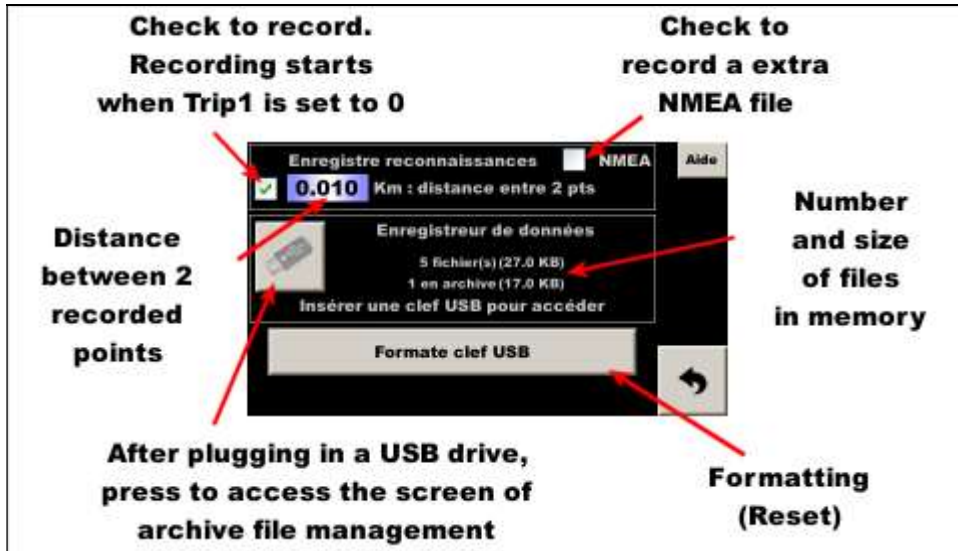 Check to record.
Recording starts
when Trip1 is set to 0
Check to
record a extra
NMEA file
Enregistre reconnaissances NMEA Aide
0.010 Km : distance entre 2 pts
Enregistreur de données
5 fichier(s) (27.0 KB)
1 en archive (17.0 KB)
Insérer une clef USB pour accéder
Formate clef USB
Distance
between 2
recorded
points
Number
and size
of files
in memory
After plugging in a USB drive,
press to access the screen of
archive file management
Formatting
(Reset)